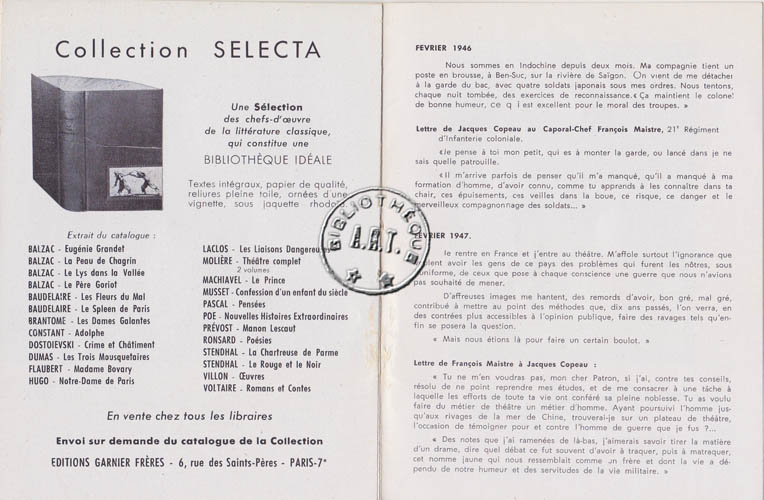 Collection SELECTA
Une Sélection
des chefs-d'œuvre
de la littérature classique,
qui constitue une
BIBLIOTHÈQUE IDÉALE
Textes intégraux, papier de qualité,
reliures pleine toile, ornées d'une
vignette, sous jaquette rhodoïd.
Extrait du catalogue :
BALZAC - Eugénie Grandet
BALZAC - La Peau de Chagrin
BALZAC - Le Lys dans la Vallée
BALZAC - Le Père Goriot
BAUDELAIRE - Les Fleurs du Mal
BAUDELAIRE - Le Spleen de Paris
BRANTOME - Les Dames Galantes
CONSTANT - Adolphe
DOSTOIEVSKI - Crime et Châtiment
DUMAS - Les Trois Mousquetaires
FLAUBERT - Madame Bovary
HUGO - Notre-Dame de Paris
LACLOS - Les Liaisons Dangereuses
MOLIÈRE - Théâtre complet
2 volumes
MACHIAVEL - Le Prince
MUSSET - Confession d'un enfant du siècle
PASCAL - Pensées
POE - Nouvelles Histoires Extraordinaires
PRÉVOST - Manon Lescaut
RONSARD - Poésies
STENDHAL - La Chartreuse de Parme
STENDHAL - Le Rouge et le Noir
VILLON - Œuvres
VOLTAIRE - Romans et Contes
En vente chez tous les libraires
Envoi sur demande du catalogue de la Collection
EDITIONS GARNIER FRÈRES - 6, rue des Saints-Pères - PARIS-7e
BIBLIOTHÈQUE
A.R.T.
FEVRIER 1946
Nous sommes en Indochine depuis deux mois. Ma compagnie tient un
poste en brousse, à Ben-Suc, sur la rivière de Saïgon. On vient de me détacher
à la garde du bac, avec quatre soldats japonais sous mes ordres. Nous tentons,
chaque nuit tombée, des exercices de reconnaissance. « Ça maintient le colonel
de bonne humeur, ce q i est excellent pour le moral des troupes. »
Lettre de Jacques Copeau au Caporal-Chef François Maistre, 21e Régiment
d'Infanterie coloniale.
«Je pense à toi mon petit, qui es à monter la garde, ou lancé dans je ne
sais quelle patrouille.
« Il m'arrive parfois de penser qu'il m'a manqué, qu'il a manqué à ma
formation d'homme, d'avoir connu, comme tu apprends à les connaître dans ta
chair, ces épuisements, ces veilles dans la boue, ce risque, ce danger et le
merveilleux compagnonnage des soldats... »
FÉVRIER 1947.
Je rentre en France et j'entre au théâtre. M'affole surtout l'ignorance que
veulent avoir les gens de ce pays des problèmes qui furent les nôtres, sous
l'uniforme, de ceux que pose à chaque conscience une guerre que nous n'avions
pas souhaité de mener.
D'affreuses images me hantent, des remords d'avoir, bon gré, mal gré,
contribué à mettre au point des méthodes que, dix ans passés, l'on verra, en
des contrées plus accessibles à l'opinion publique, faire des ravages tels qu'en-
fin se posera la question.
« Mais nous étions là pour faire un certain boulot. »
Lettre de François Maistre à Jacques Copeau :
« Tu ne m'en voudras pas, mon cher Patron, si j'ai, contre tes conseils,
résolu de ne point reprendre mes études, et de me consacrer à une tâche à
laquelle les efforts de toute ta vie ont conféré sa pleine noblesse. Tu as voulu
faire du métier de théâtre un métier d'homme. Ayant poursuivi l'homme jus-
qu'aux rivages de la mer de Chine, trouverai-je sur un plateau de théâtre,
l'occasion de témoigner pour et contre l'homme de guerre que je fus ?...
« Des notes que j'ai ramenées de là-bas, j'aimerais savoir tirer la matière
d'un drame, dire quel débat ce fut souvent d'avoir à traquer, puis à matraquer,
cet homme jaune qui nous ressemblait comme un frère et dont la vie a dé-
pendu de notre humeur et des servitudes de la vie militaire. »